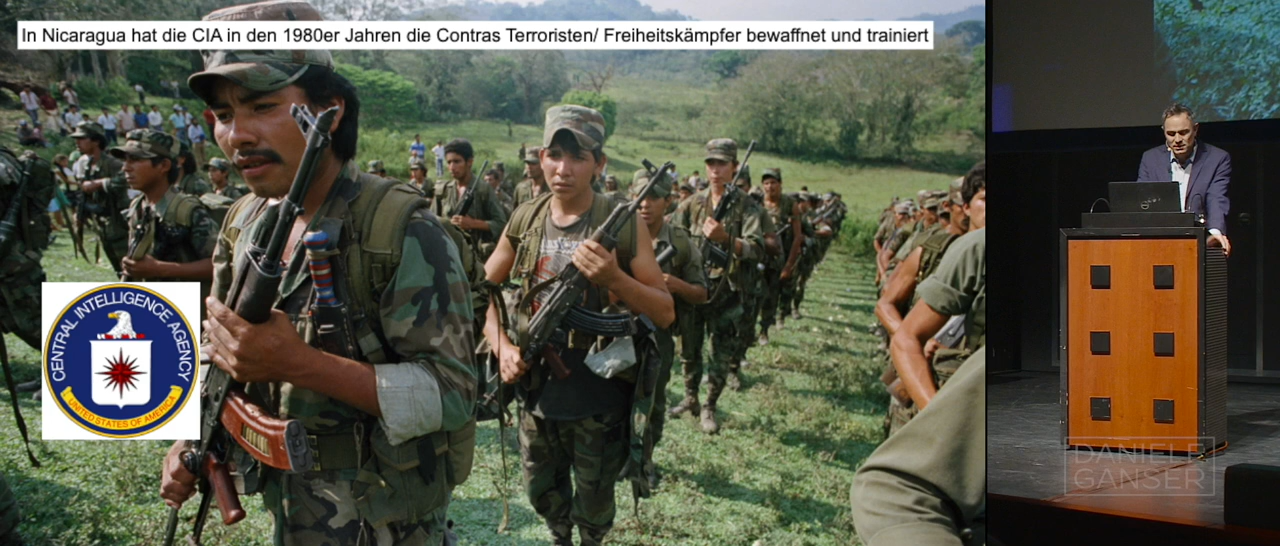 In Nicaragua hat die CIA in den 1980er Jahren die Contras Terroristen/ Freiheitskämpfer bewaffnet und trainiert
CENTRAL INTELLIGENCE AGENCY
UNITED STATES OF AMERICA
DANIELE
GANSER